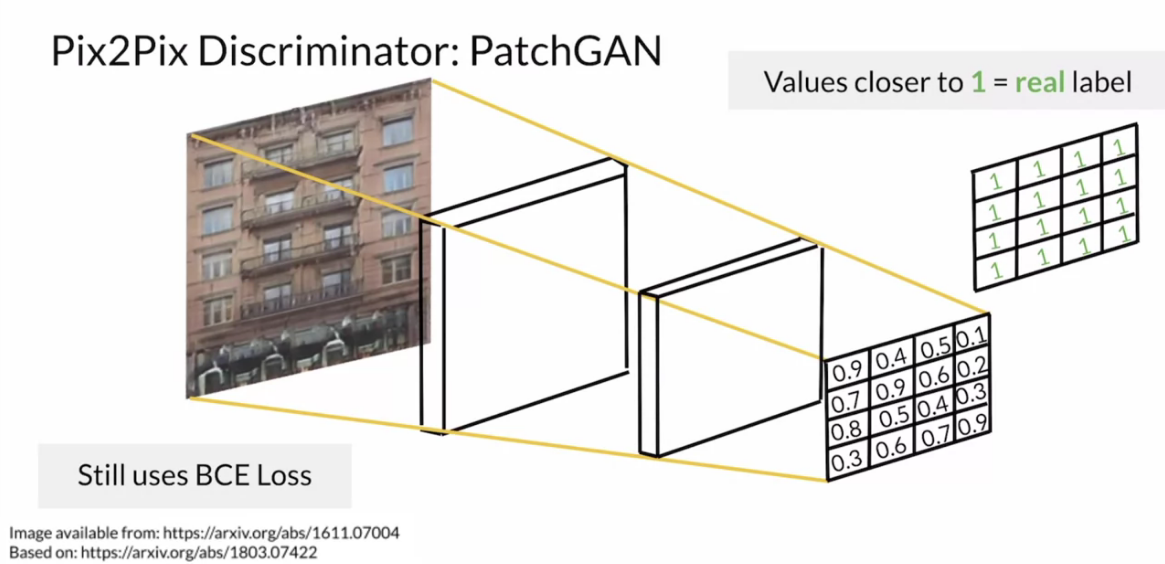 Pix2Pix Discriminator: PatchGAN
Values closer to 1 = real label
1 1 1 1
1 1 1 1
1 1 1 1
1 1 1 1
0.9 0.4 0.5 0.1
0.7 0.9 0.6 0.2
0.8 0.5 0.4 0.3
0.3 0.6 0.7 0.9
Still uses BCE Loss
Image available from: https://arxiv.org/abs/1611.07004
Based on: https://arxiv.org/abs/1803.07422